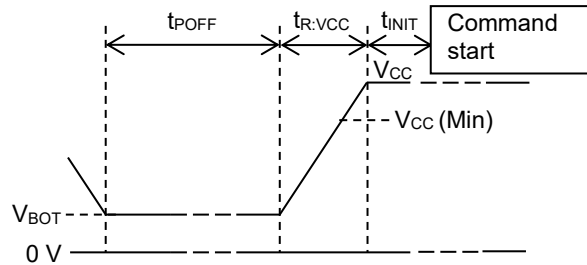 tPOFF
tR:VCC
tINIT
Command
start
VCC
VCC (Min)
VBOT
0 V